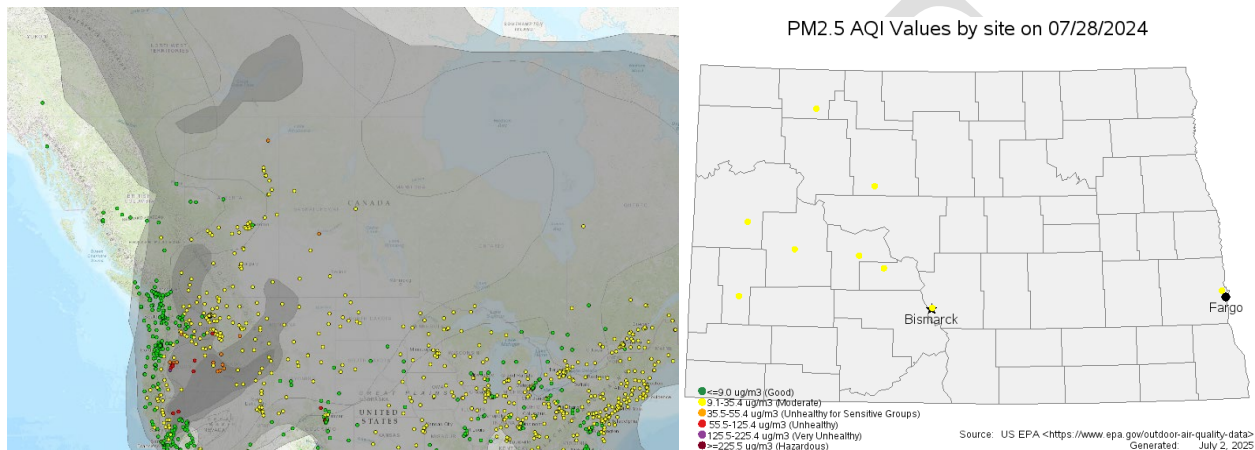 YUKON
NORTHWEST
TERRITORIES
CANADA
UNITED
STATES
PM2.5 AQI Values by site on 07/28/2024
Bismarck
Fargo
<=9.0 ug/m3 (Good)
9.1-35.4 ug/m3 (Moderate)
35.5-55.4 ug/m3 (Unhealthy for Sensitive Groups)
55.5-125.4 ug/m3 (Unhealthy)
125.5-225.4 ug/m3 (Very Unhealthy)
>=225.5 ug/m3 (Hazardous)
Source: US EPA <https://www.epa.gov/outdoor-air-quality-data>
Generated: July 2, 2025